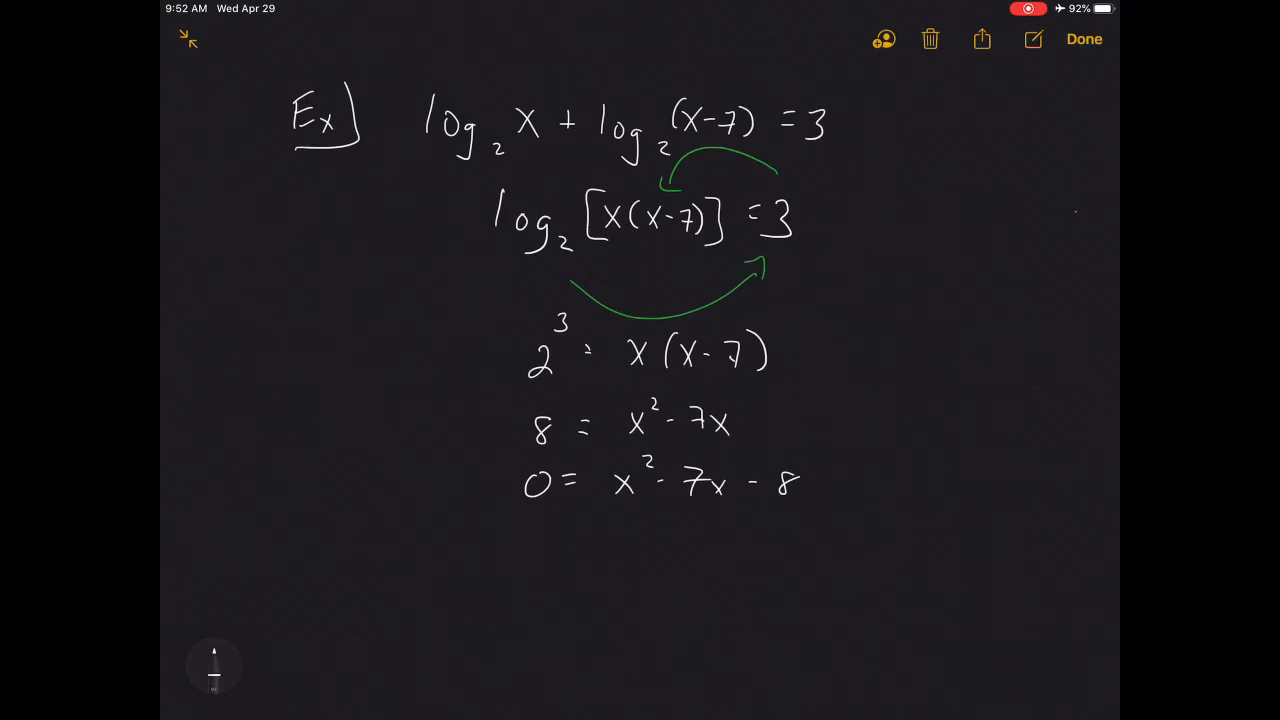 9:52 AM Wed Apr 29 92%
Done
Ex) log₂ x + log₂ (x-7) = 3
log₂ [x(x-7)] = 3
2³ = x(x-7)
8 = x² - 7x
0 = x² - 7x - 8